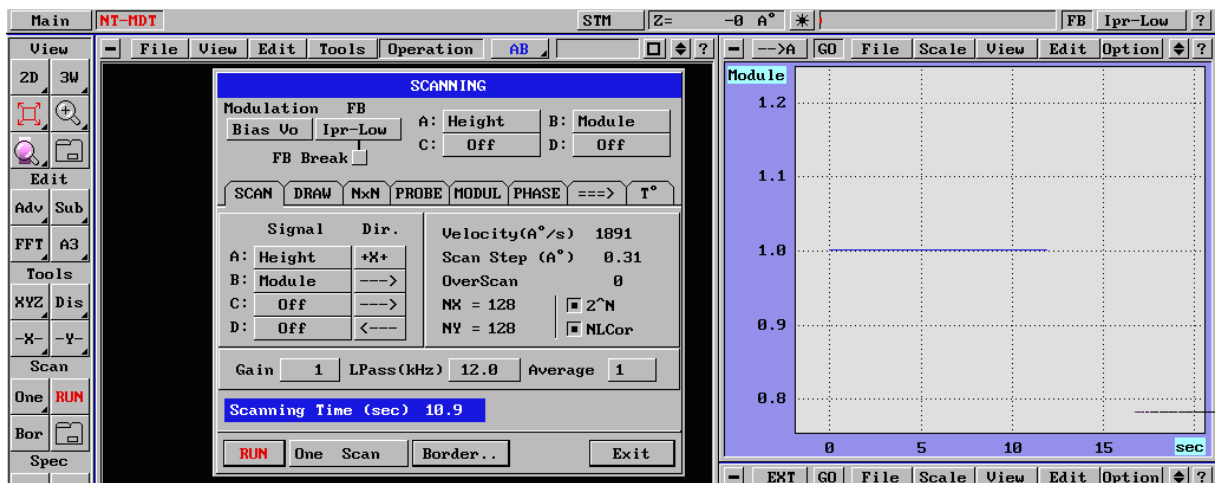 Main NT-MDT STM Z= -0 A° FB Ipr-Low ?
View
2D 3W
Edit
Adv Sub
FFT A3
Tools
XYZ Dis
-X- -Y-
Scan
One RUN
Bor
Spec
File View Edit Tools Operation AB ?
SCANNING
Modulation FB
Bias Vo Ipr-Low
A: Height B: Module
C: Off D: Off
FB Break
SCAN DRAW NxN PROBE MODUL PHASE ===> T°
Signal Dir.
A: Height +X+
B: Module --->
C: Off --->
D: Off <---
Velocity(A°/s) 1891
Scan Step (A°) 0.31
OverScan 0
NX = 128 2^N
NY = 128 NLCor
Gain 1 LPass(kHz) 12.0 Average 1
Scanning Time (sec) 10.9
RUN One Scan Border.. Exit
-->A GO File Scale View Edit Option ?
Module
1.2
1.1
1.0
0.9
0.8
0 5 10 15 sec
EXT GO File Scale View Edit Option ?